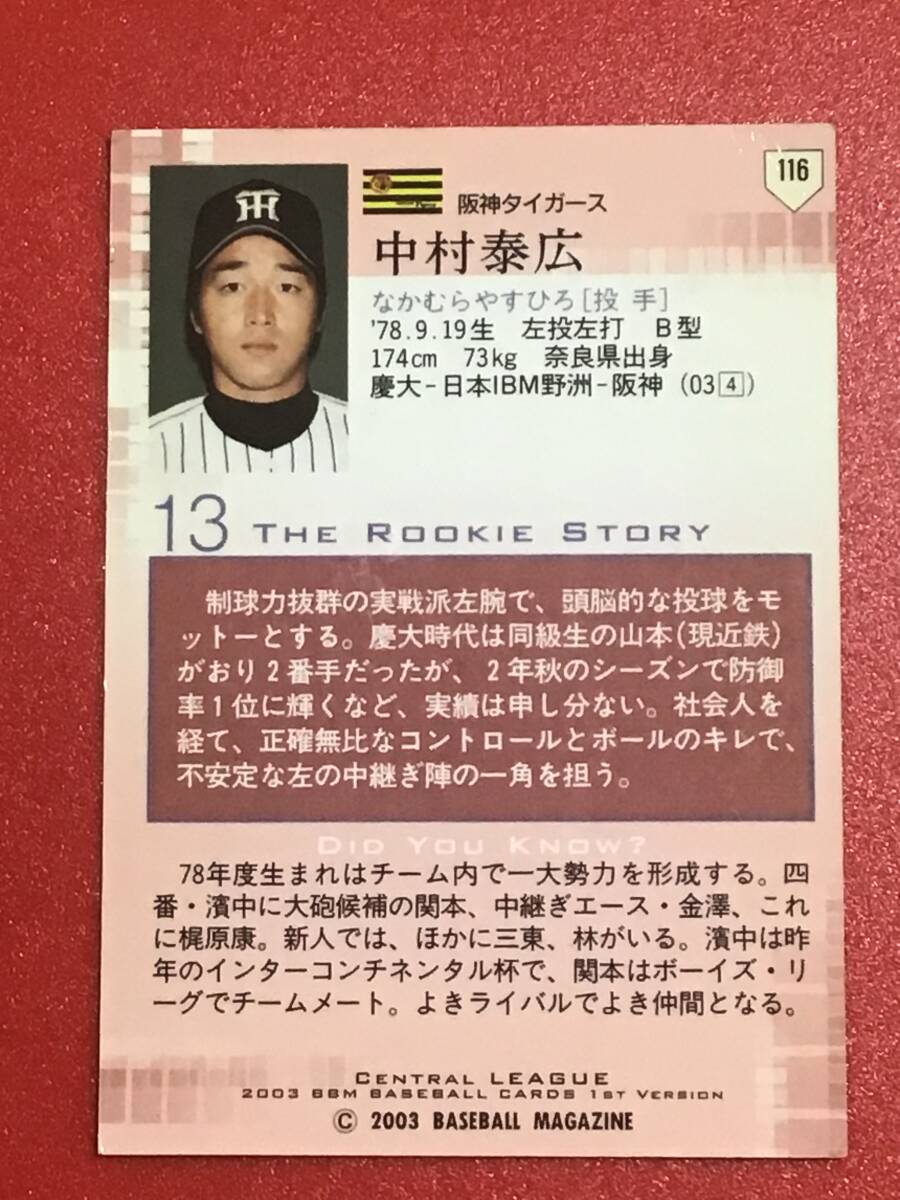 116
阪神タイガース
中村泰広
なかむらやすひろ[投 手]
'78.9.19生 左投左打 B型
174cm 73kg 奈良県出身
慶大-日本IBM野洲-阪神 (03 4)
13 THE ROOKIE STORY
制球力抜群の実戦派左腕で、頭脳的な投球をモ
ットーとする。慶大時代は同級生の山本(現近鉄)
がおり2番手だったが、2年秋のシーズンで防御
率1位に輝くなど、実績は申し分ない。社会人を
経て、正確無比なコントロールとボールのキレで、
不安定な左の中継ぎ陣の一角を担う。
DID YOU KNOW?
78年度生まれはチーム内で一大勢力を形成する。四
番・濱中に大砲候補の関本、中継ぎエース・金澤、これ
に梶原康。新人では、ほかに三東、林がいる。濱中は昨
年のインターコンチネンタル杯で、関本はボーイズ・リ
ーグでチームメート。よきライバルでよき仲間となる。
CENTRAL LEAGUE
2003 BBM BASEBALL CARDS 1ST VERSION
© 2003 BASEBALL MAGAZINE